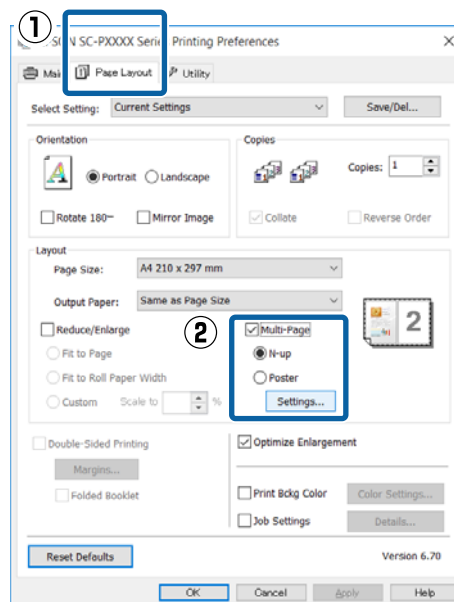 1
EPSON SC-PXXXX Series Printing Preferences
Main Page Layout Utility
Select Setting: Current Settings Save/Del...
Orientation Copies
A Portrait Landscape Copies: 1
Rotate 180° Mirror Image Collate Reverse Order
Layout
Page Size: A4 210 x 297 mm
Output Paper: Same as Page Size
Reduce/Enlarge 2 Multi-Page 2
Fit to Page N-up
Fit to Roll Paper Width Poster
Custom Scale to % Settings...
Double-Sided Printing Optimize Enlargement
Margins...
Folded Booklet Print Bckg Color Color Settings...
Job Settings Details...
Reset Defaults Version 6.70
OK Cancel Apply Help